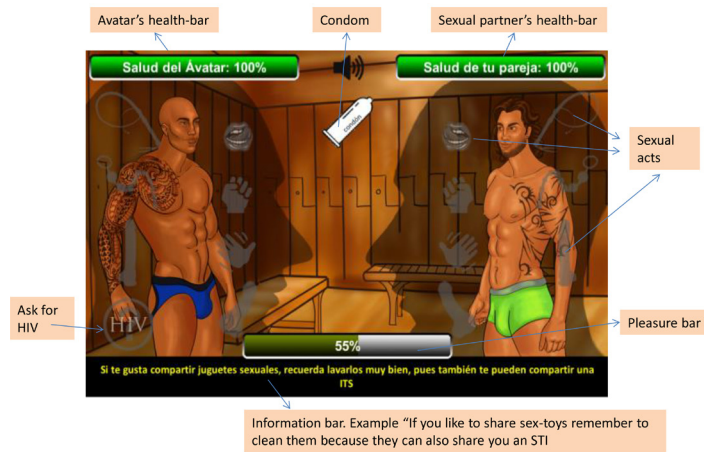 Avatar's health-bar
Condom
Sexual partner's health-bar
Salud del Ávatar: 100%
Salud de tu pareja: 100%
condón
Sexual
acts
Ask for
HIV
HIV
Pleasure bar
55%
Si te gusta compartir juguetes sexuales, recuerda lavarlos muy bien, pues también te pueden compartir una
ITS
Information bar. Example “If you like to share sex-toys remember to
clean them because they can also share you an STI